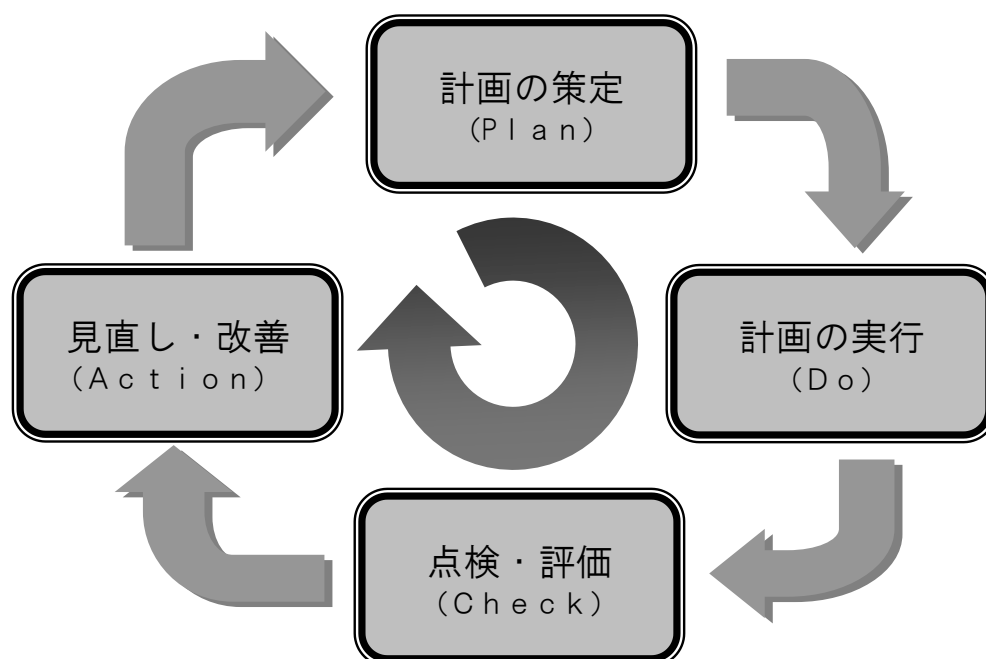 計画の策定
（Ｐｌａｎ）
計画の実行
（Ｄｏ）
点検・評価
（Ｃｈｅｃｋ）
見直し・改善
（Ａｃｔｉｏｎ）